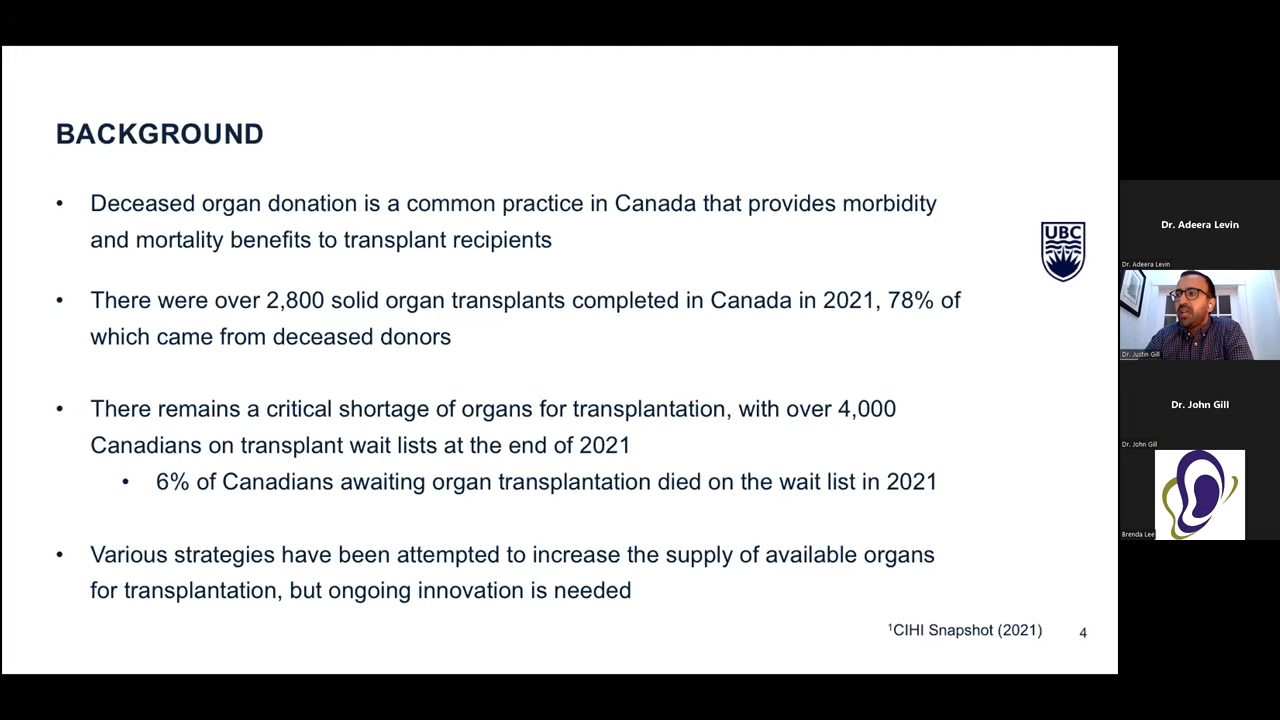 BACKGROUND
• Deceased organ donation is a common practice in Canada that provides morbidity
and mortality benefits to transplant recipients
• There were over 2,800 solid organ transplants completed in Canada in 2021, 78% of
which came from deceased donors
• There remains a critical shortage of organs for transplantation, with over 4,000
Canadians on transplant wait lists at the end of 2021
• 6% of Canadians awaiting organ transplantation died on the wait list in 2021
• Various strategies have been attempted to increase the supply of available organs
for transplantation, but ongoing innovation is needed
¹CIHI Snapshot (2021)
4
UBC
Dr. Adeera Levin
Dr. Adeera Levin
Dr. Justin Gill
Dr. John Gill
Dr. John Gill
Brenda Lee